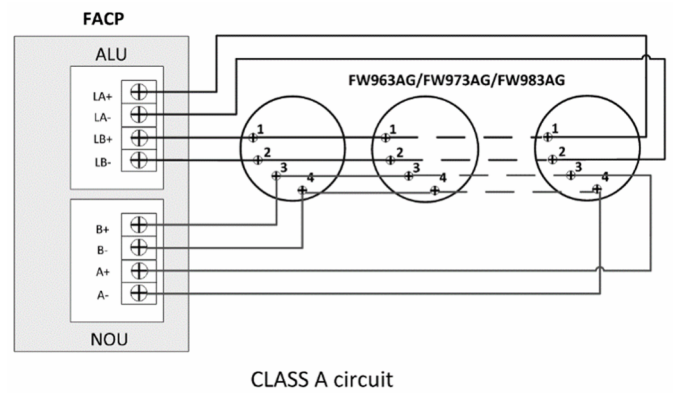 FACP
ALU
FW963AG/FW973AG/FW983AG
LA+
LA-
LB+
LB-
1 1 1
2 2 2
3 3 3
4 4 4
B+
B-
A+
A-
NOU
CLASS A circuit